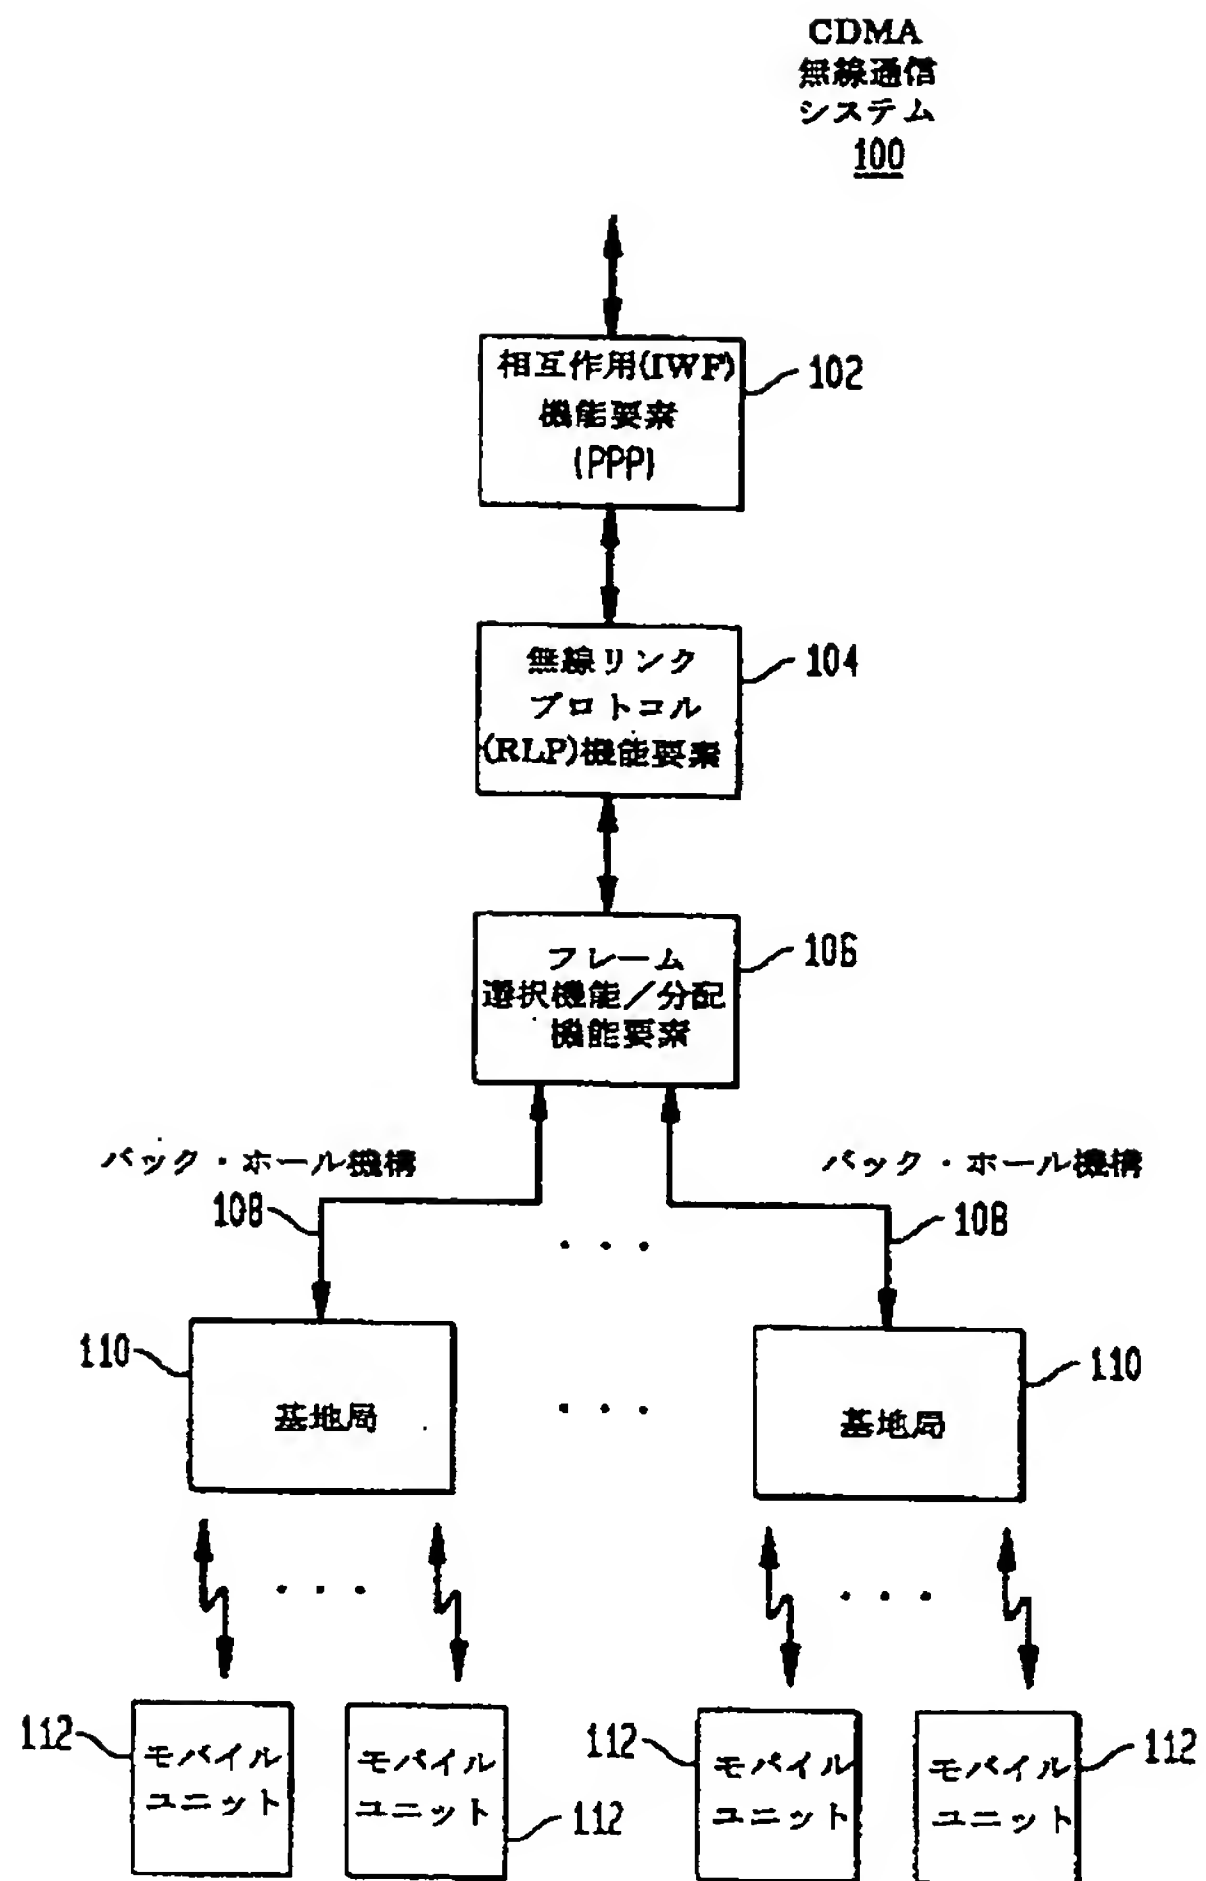 CDMA
無線通信
システム
100
相互作用(IWF)
機能要素
(PPP)
102
無線リンク
プロトコル
(RLP)機能要素
104
フレーム
選択機能/分配
機能要素
106
バック・ホール機構
108
バック・ホール機構
108
110
基地局
基地局
110
112
モバイル
ユニット
モバイル
ユニット
112
112
モバイル
ユニット
モバイル
ユニット
112